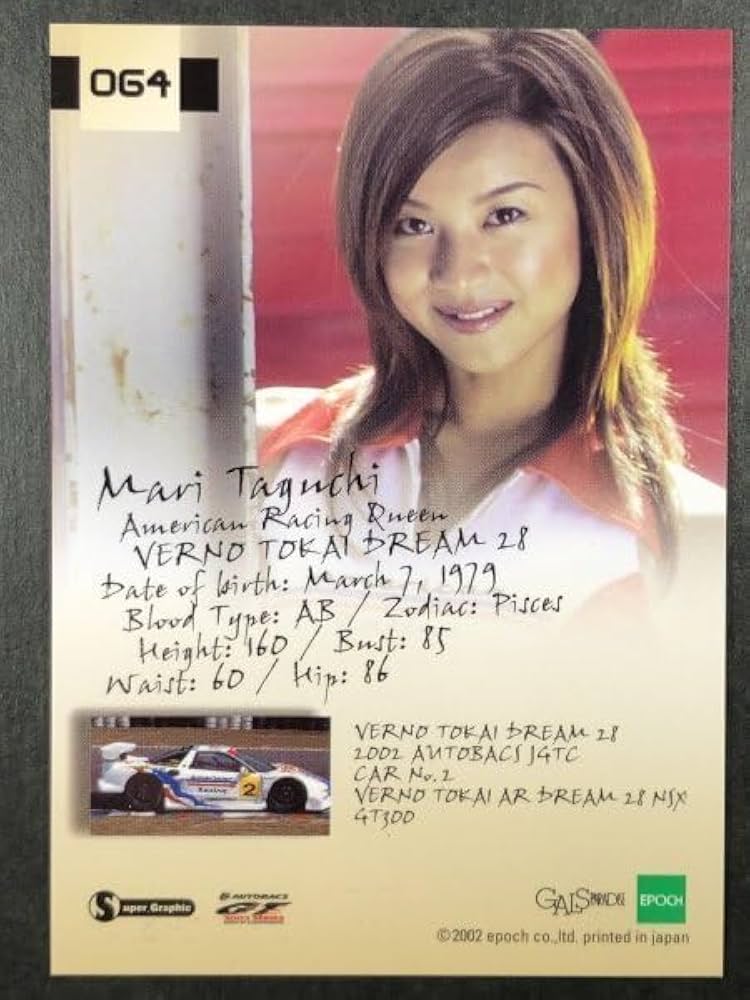 064
Mari Taguchi
American Racing Queen
VERNO TOKAI DREAM 28
Date of birth: March 7, 1979
Blood Type: AB / Zodiac: Pisces
Height: 160 / Bust: 85
Waist: 60 / Hip: 86
2
VERNO TOKAI DREAM 28
2002 AUTOBACS JGTC
CAR No.2
VERNO TOKAI AR DREAM 28 NSX
GT300
Super Graphic
AUTOBACS
GT
GALS PARADISE
EPOCH
©2002 epoch co.,ltd. printed in japan